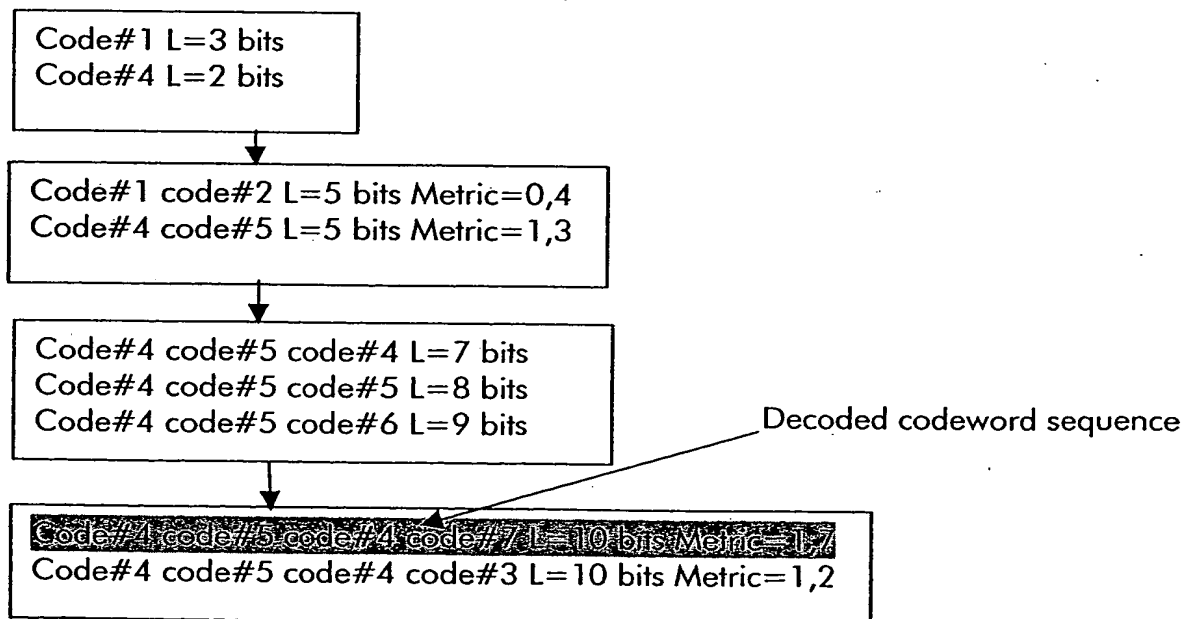 Code#1 L=3 bits
Code#4 L=2 bits
Code#1 code#2 L=5 bits Metric=0,4
Code#4 code#5 L=5 bits Metric=1,3
Code#4 code#5 code#4 L=7 bits
Code#4 code#5 code#5 L=8 bits
Code#4 code#5 code#6 L=9 bits
Decoded codeword sequence
Code#4 code#5 code#4 code#7 L=10 bits Metric=1,7
Code#4 code#5 code#4 code#3 L=10 bits Metric=1,2